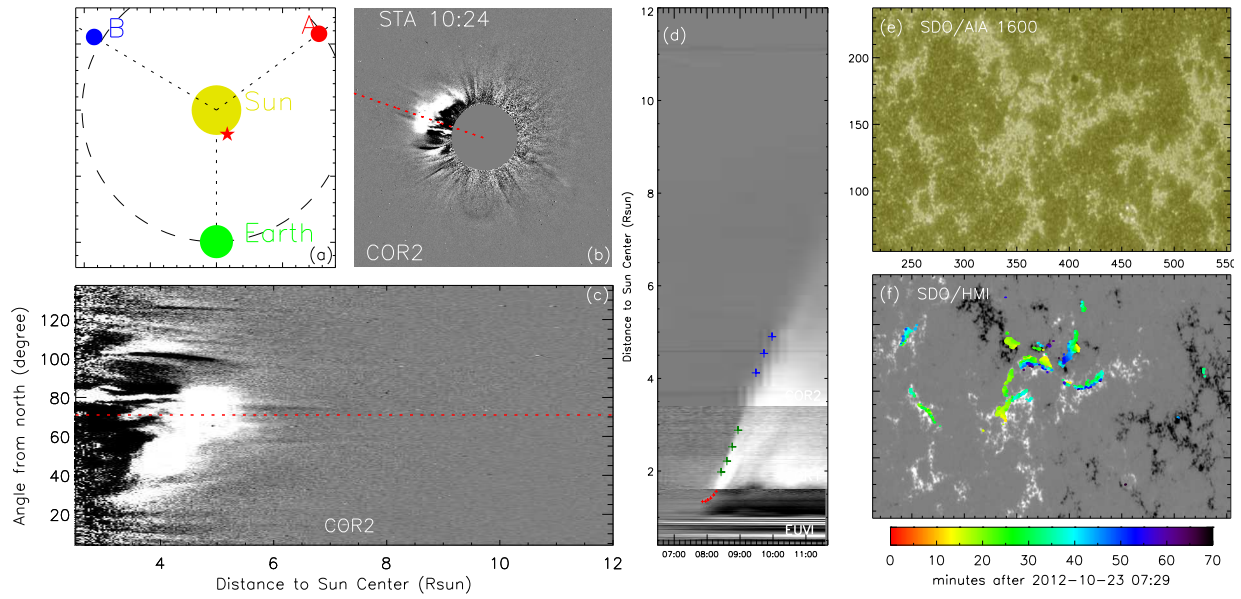 B
A
Sun
Earth
(a)
STA 10:24
COR2
(b)
(c)
Angle from north (degree)
140
120
100
80
60
40
20
COR2
4
6
8
10
12
Distance to Sun Center (Rsun)
(d)
Distance to Sun Center (Rsun)
12
10
8
6
4
2
COR2
EUVI
07:00
08:00
09:00
10:00
11:00
(e) SDO/AIA 1600
200
150
100
250
300
350
400
450
500
550
(f) SDO/HMI
0
10
20
30
40
50
60
70
minutes after 2012-10-23 07:29